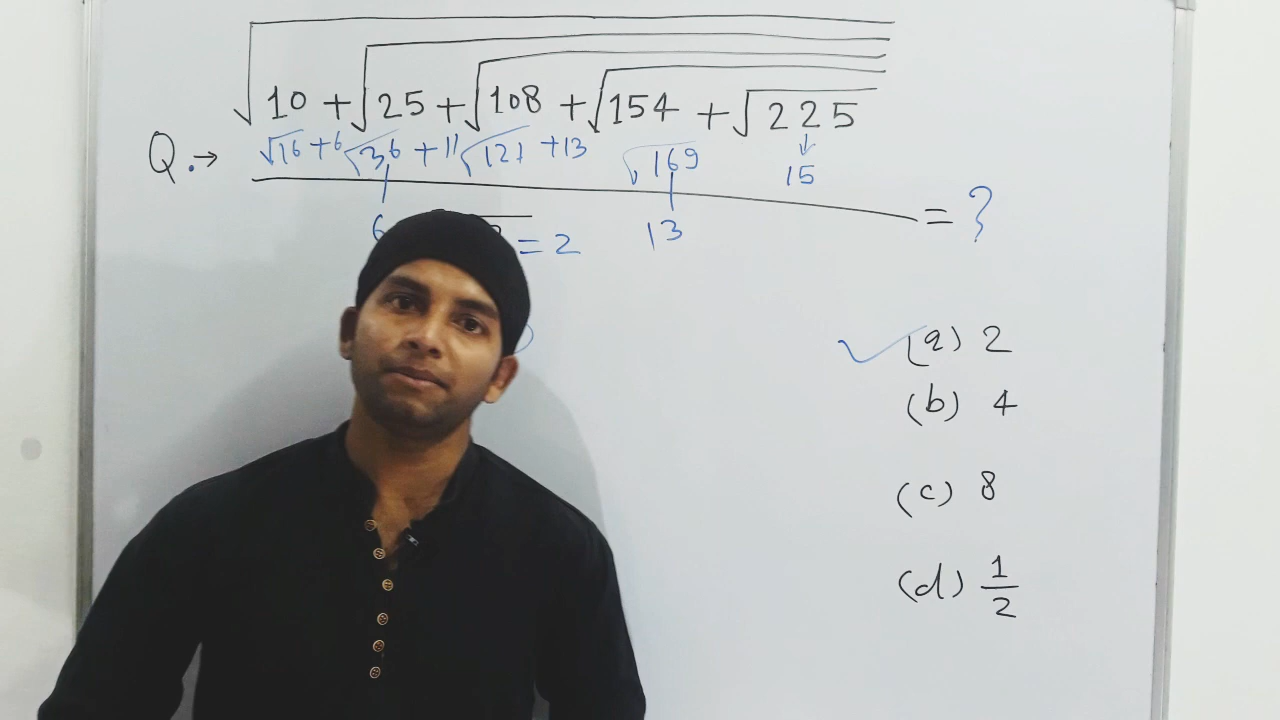 √10 + √25 + √108 + √154 + √225
Q.→ √16 + 6 √36 + 11 √121 + 13 √169 ↓ 15
= ?
6 = 2 13
(a) 2
(b) 4
(c) 8
(d) 1/2